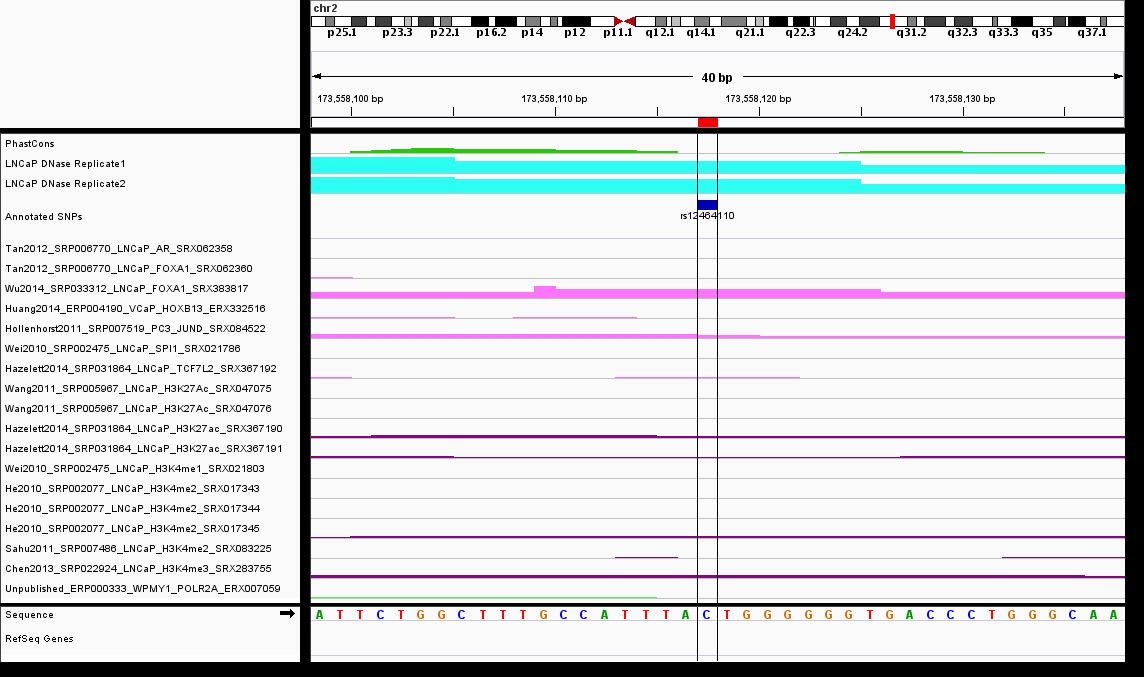 chr2
p25.1 p23.3 p22.1 p16.2 p14 p12 p11.1 q12.1 q14.1 q21.1 q22.3 q24.2 q31.2 q32.3 q33.3 q35 q37.1
40 bp
173,558,100 bp 173,558,110 bp 173,558,120 bp 173,558,130 bp
PhastCons
LNCaP DNase Replicate1
LNCaP DNase Replicate2
Annotated SNPs
rs12464110
Tan2012_SRP006770_LNCaP_AR_SRX062358
Tan2012_SRP006770_LNCaP_FOXA1_SRX062360
Wu2014_SRP033312_LNCaP_FOXA1_SRX383817
Huang2014_ERP004190_VCaP_HOXB13_ERX332516
Hollenhorst2011_SRP007519_PC3_JUND_SRX084522
Wei2010_SRP002475_LNCaP_SPI1_SRX021786
Hazelett2014_SRP031864_LNCaP_TCF7L2_SRX367192
Wang2011_SRP005967_LNCaP_H3K27Ac_SRX047075
Wang2011_SRP005967_LNCaP_H3K27Ac_SRX047076
Hazelett2014_SRP031864_LNCaP_H3K27ac_SRX367190
Hazelett2014_SRP031864_LNCaP_H3K27ac_SRX367191
Wei2010_SRP002475_LNCaP_H3K4me1_SRX021803
He2010_SRP002077_LNCaP_H3K4me2_SRX017343
He2010_SRP002077_LNCaP_H3K4me2_SRX017344
He2010_SRP002077_LNCaP_H3K4me2_SRX017345
Sahu2011_SRP007486_LNCaP_H3K4me2_SRX083225
Chen2013_SRP022924_LNCaP_H3K4me3_SRX283755
Unpublished_ERP000333_WPMY1_POLR2A_ERX007059
Sequence A T T C T G G C T T T G C C A T T T A C T G G G G G G T G A C C C T G G G C A A
RefSeq Genes